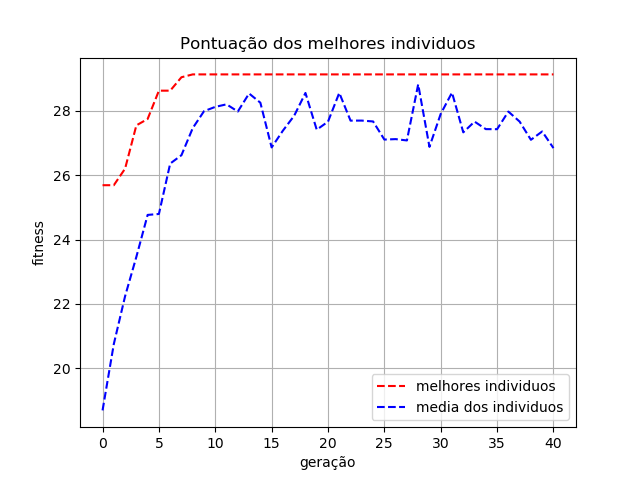 Pontuação dos melhores individuos
28
26
24
22
20
fitness
0 5 10 15 20 25 30 35 40
geração
melhores individuos
media dos individuos